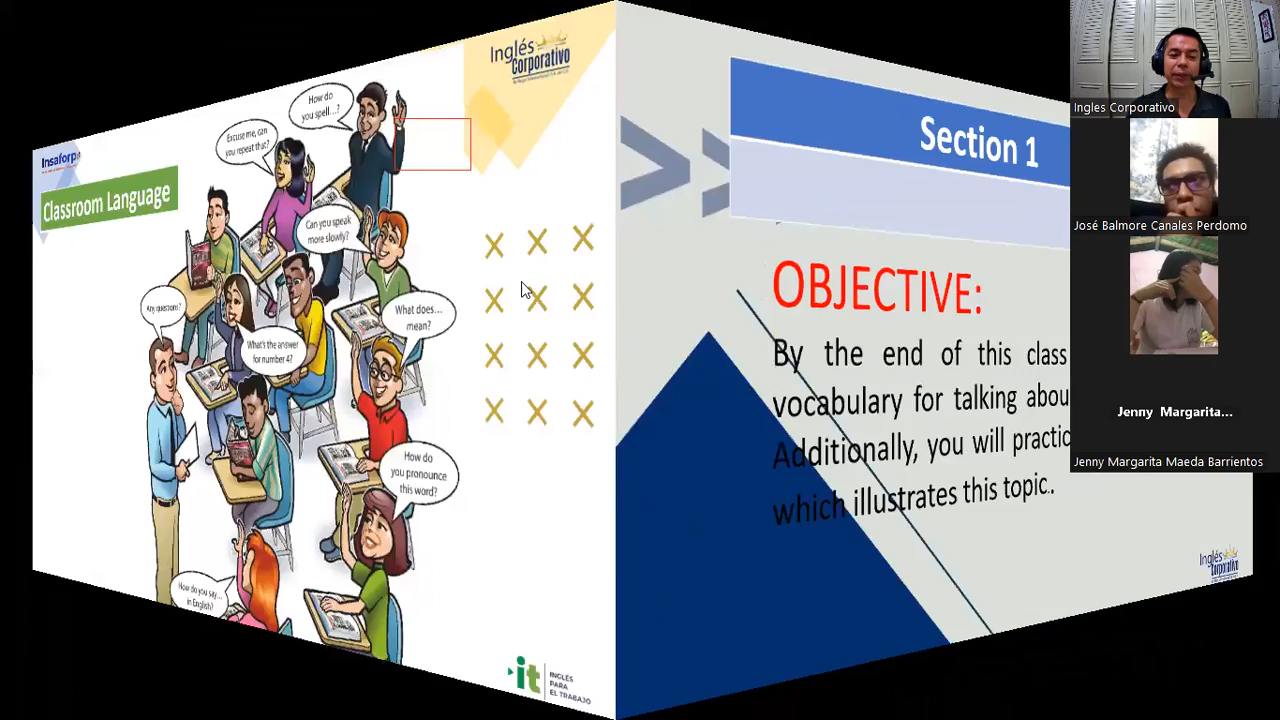 Insaforp
Classroom Language
Inglés
Corporativo
How do
you spell...?
Excuse me, can
you repeat that?
Can you speak
more slowly?
Any questions?
What's the answer
for number 4?
What does...
mean?
How do
you pronounce
this word?
How do you say...
in English?
it
INGLÉS
PARA
EL TRABAJO
Section 1
OBJECTIVE:
By the end of this class
vocabulary for talking abou
Additionally, you will practic
which illustrates this topic..
Inglés
Corporativo
Ingles Corporativo
José Balmore Canales Perdomo
Jenny Margarita...
Jenny Margarita Maeda Barrientos